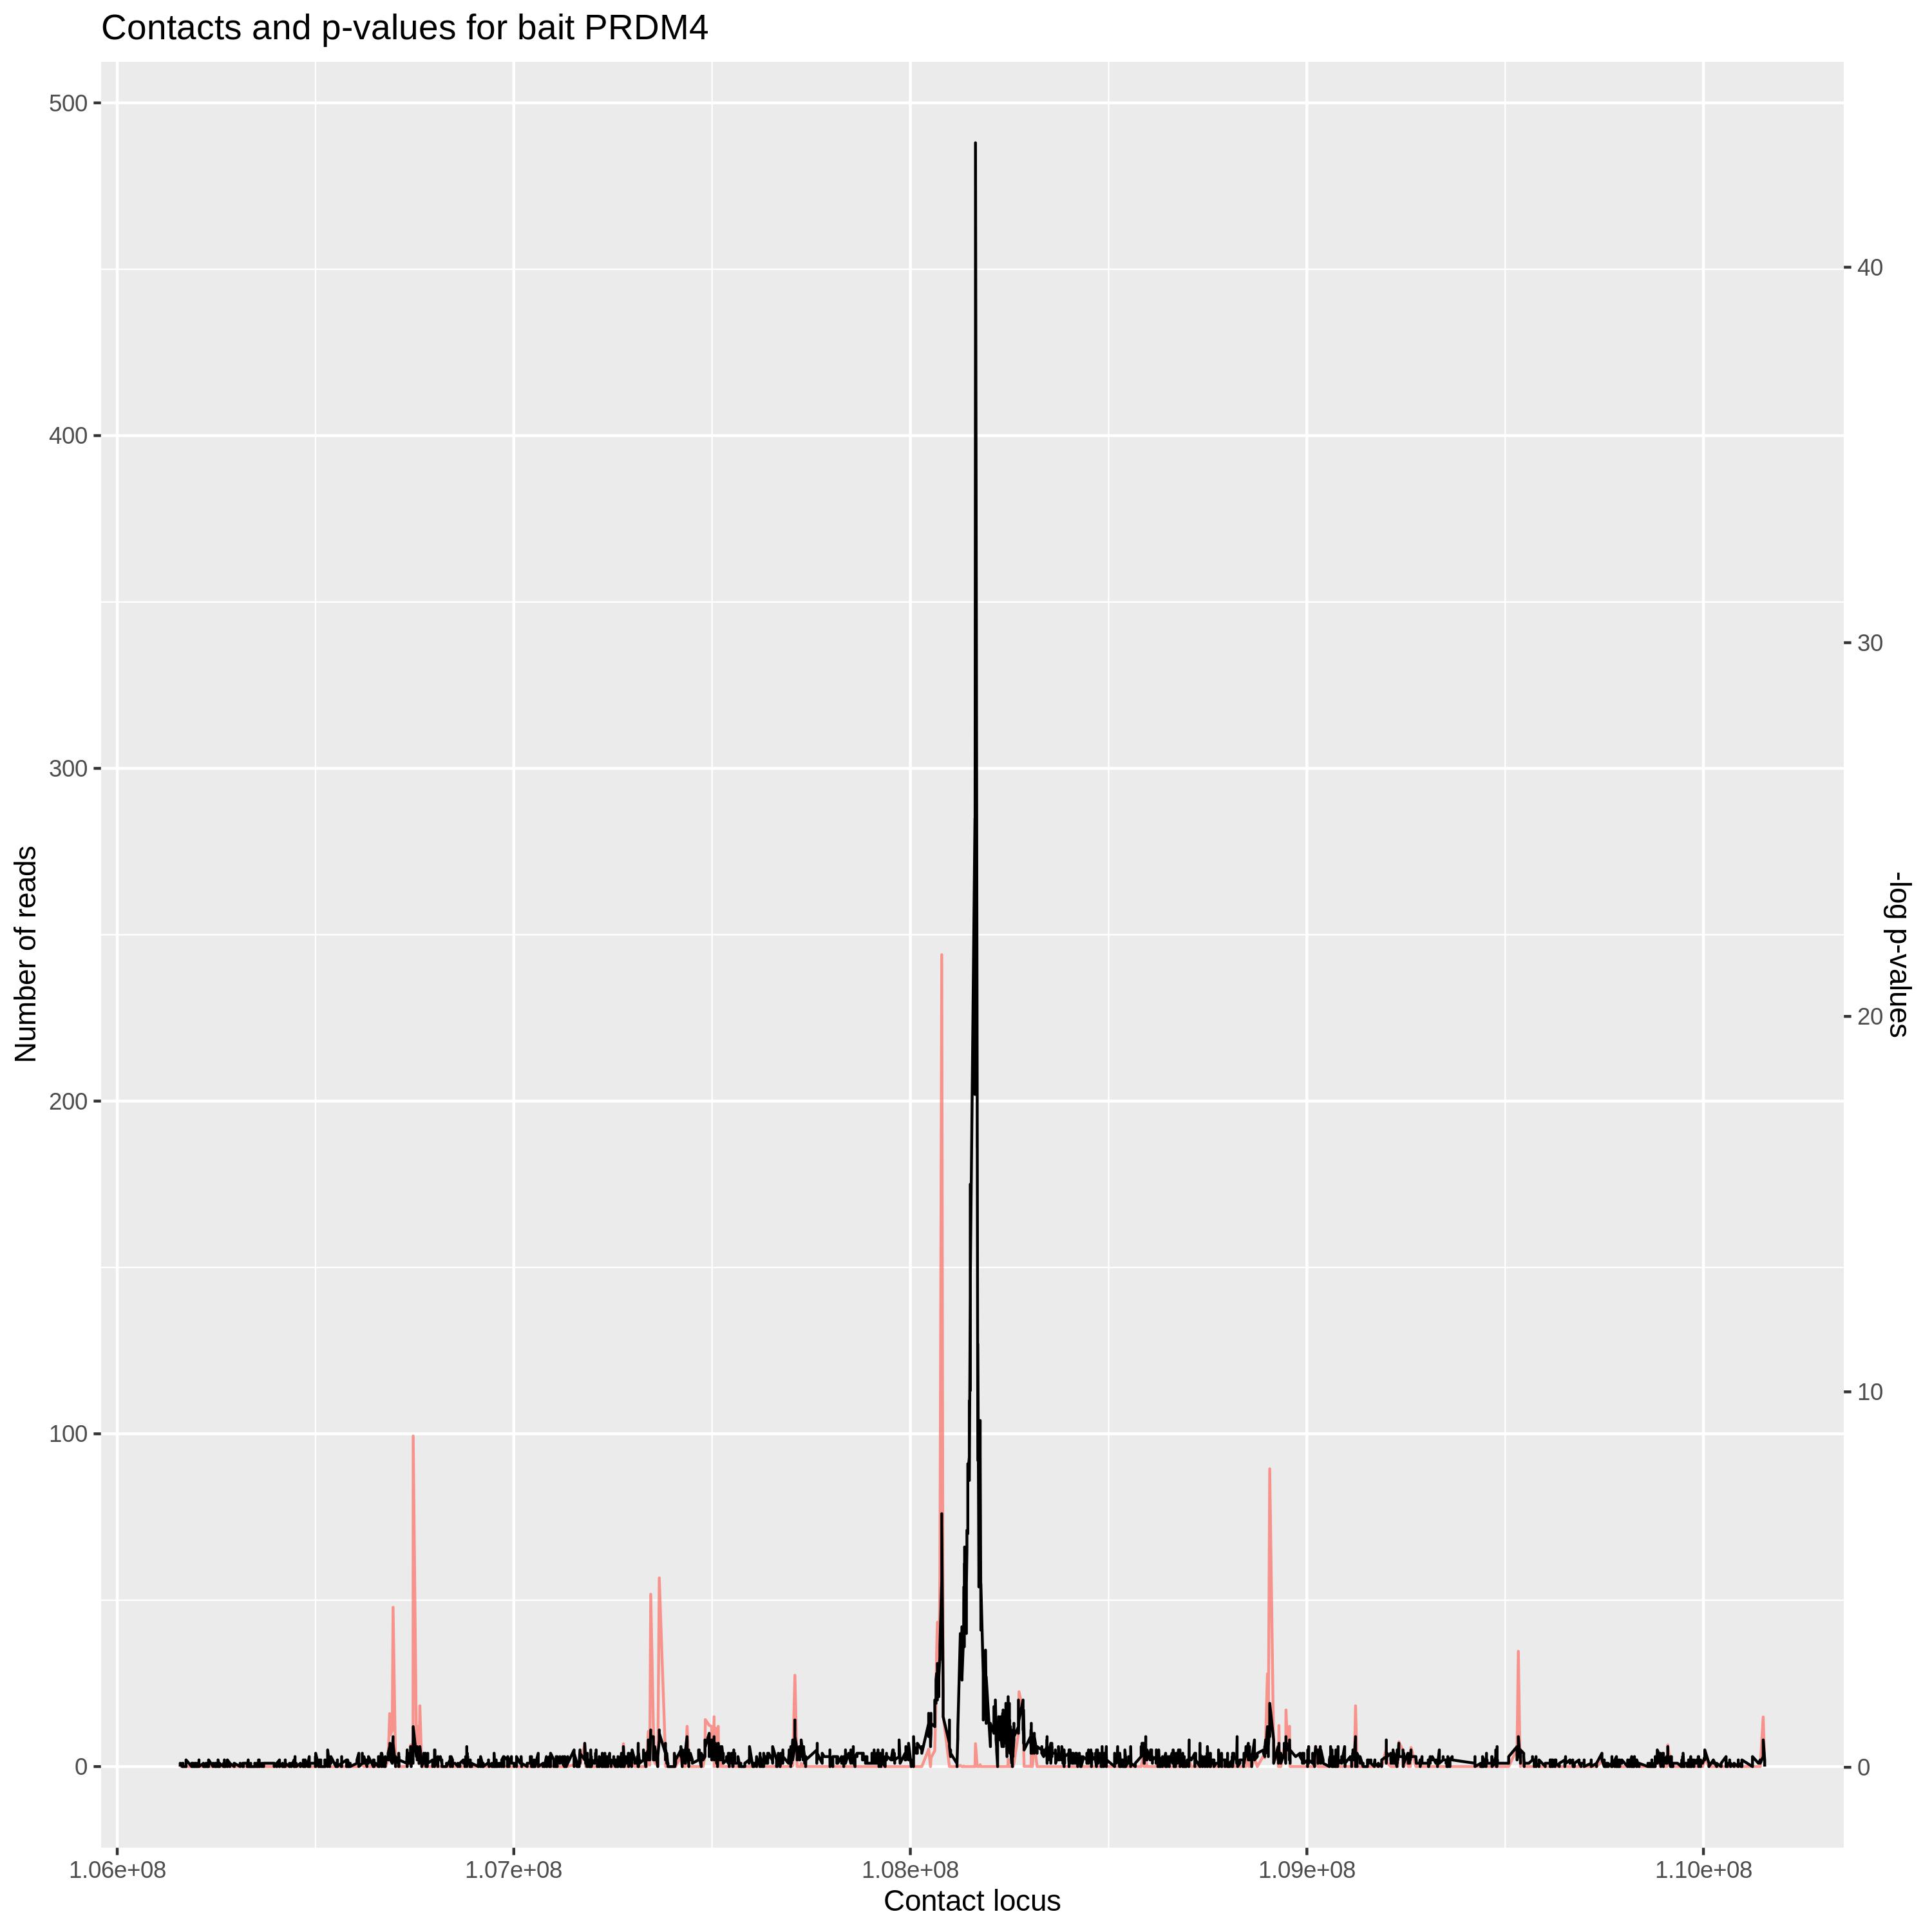 Contacts and p-values for bait PRDM4
500
400
300
200
100
0
Number of reads
40
30
20
10
0
-log p-values
1.06e+08
1.07e+08
1.08e+08
1.09e+08
1.10e+08
Contact locus